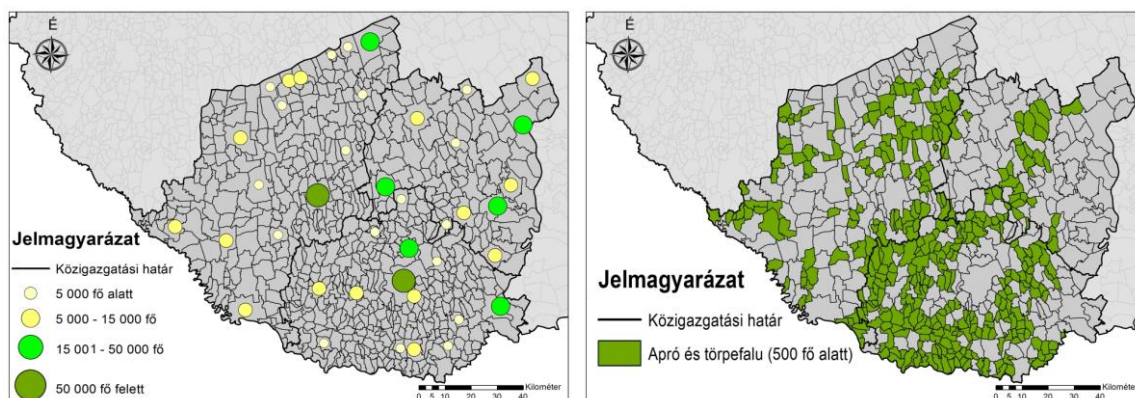 É
Jelmagyarázat
Közigazgatási határ
5 000 fő alatt
5 000 - 15 000 fő
15 001 - 50 000 fő
50 000 fő felett
Kilométer
0 5 10 20 30 40
É
Jelmagyarázat
Közigazgatási határ
Apró és törpefalu (500 fő alatt)
Kilométer
0 5 10 20 30 40